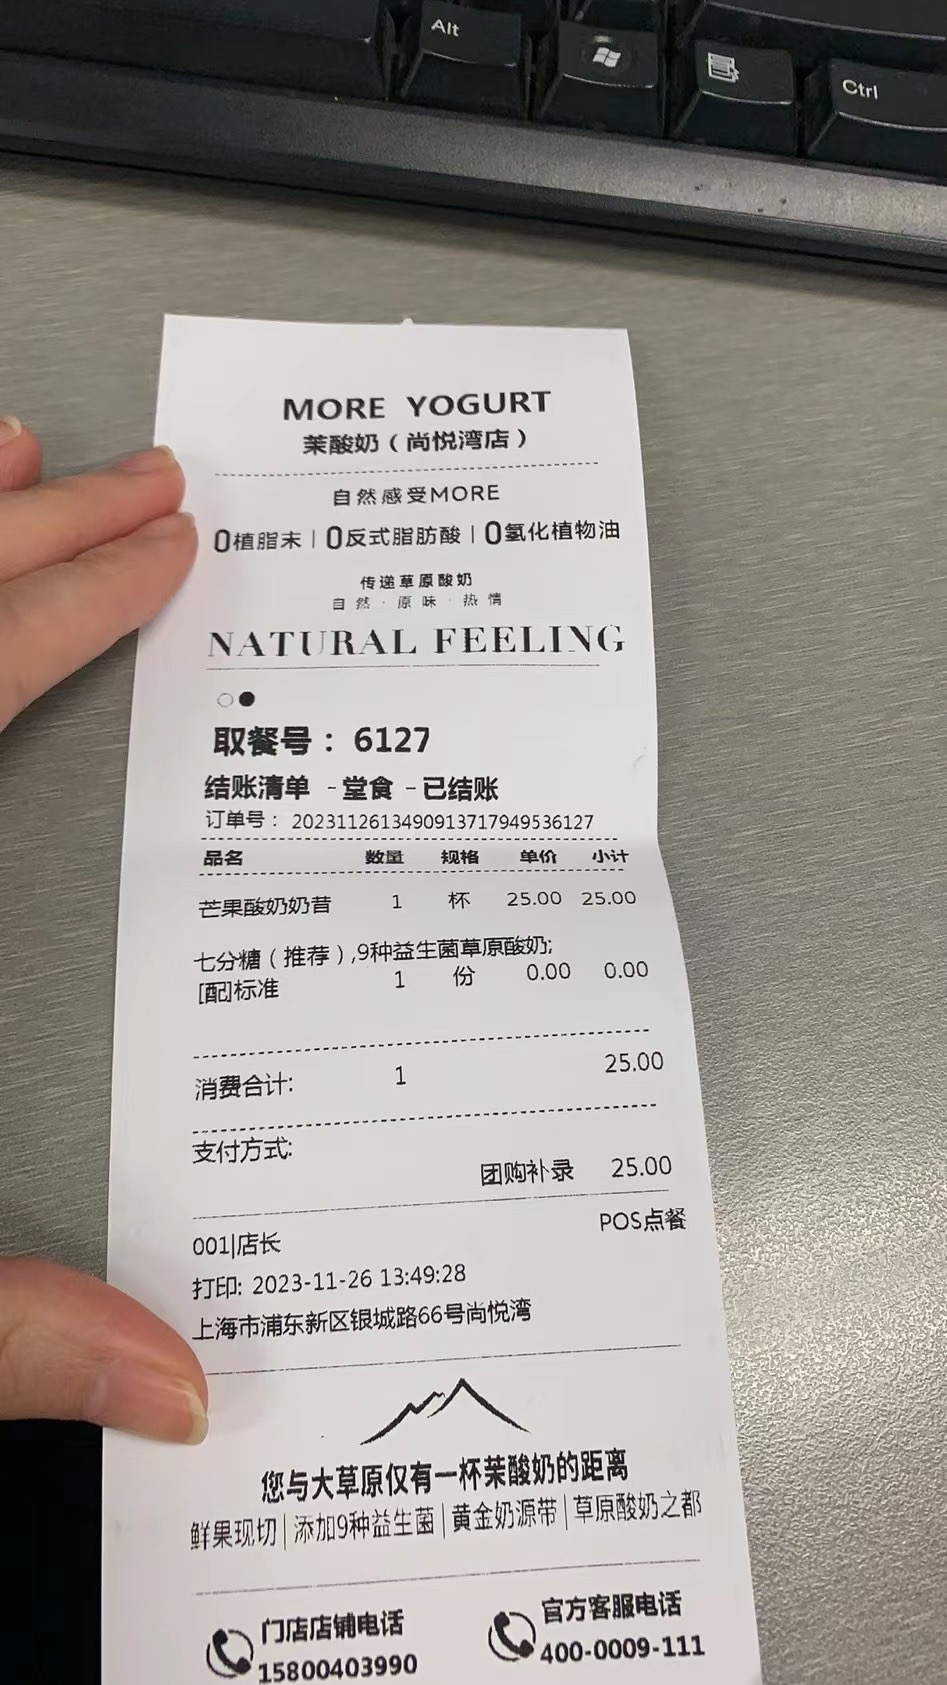 Alt
Ctrl
MORE YOGURT
茉酸奶（尚悦湾店）
自然感受MORE
0植脂末 | 0反式脂肪酸 | 0氢化植物油
传递草原酸奶
自然·原味·热情
NATURAL FEELING
取餐号：6127
结账清单 -堂食 -已结账
订单号：2023112613490913717949536127
品名 数量 规格 单价 小计
芒果酸奶奶昔 1 杯 25.00 25.00
七分糖（推荐）,9种益生菌草原酸奶;
[配]标准 1 份 0.00 0.00
消费合计: 1 25.00
支付方式:
团购补录 25.00
POS点餐
001|店长
打印: 2023-11-26 13:49:28
上海市浦东新区银城路66号尚悦湾
您与大草原仅有一杯茉酸奶的距离
鲜果现切|添加9种益生菌|黄金奶源带|草原酸奶之都
门店店铺电话 官方客服电话
15800403990 400-0009-111